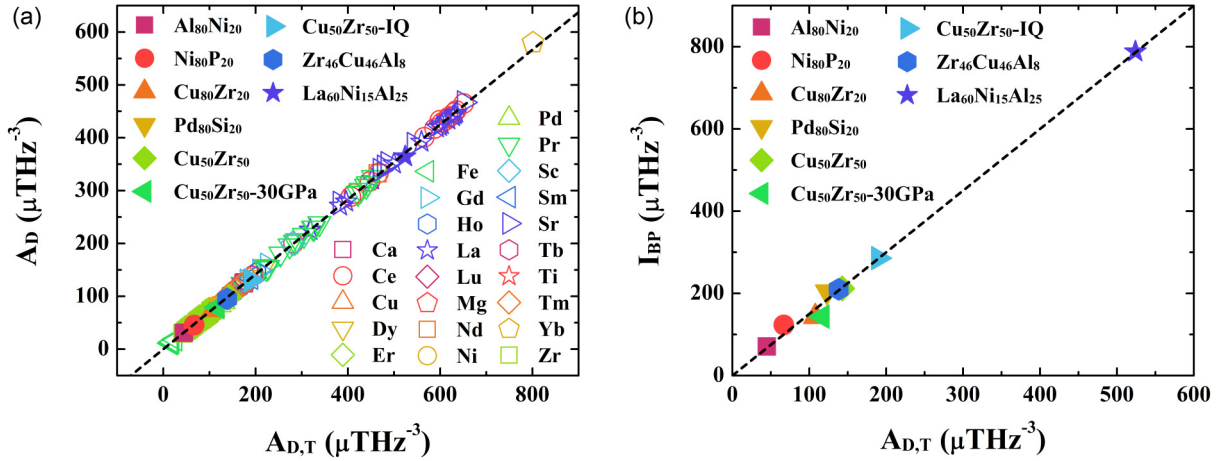 (a)
600
500
400
300
200
100
0
0
200
400
600
800
A_D (μTHz⁻³)
A_D,T (μTHz⁻³)
Al₈₀Ni₂₀
Ni₈₀P₂₀
Cu₈₀Zr₂₀
Pd₈₀Si₂₀
Cu₅₀Zr₅₀
Cu₅₀Zr₅₀-30GPa
Cu₅₀Zr₅₀-IQ
Zr₄₆Cu₄₆Al₈
La₆₀Ni₁₅Al₂₅
Ca
Ce
Cu
Dy
Er
Fe
Gd
Ho
La
Lu
Mg
Nd
Ni
Pd
Pr
Sc
Sm
Sr
Tb
Ti
Tm
Yb
Zr
(b)
800
600
400
200
0
0
100
200
300
400
500
600
I_BP (μTHz⁻³)
A_D,T (μTHz⁻³)
Al₈₀Ni₂₀
Ni₈₀P₂₀
Cu₈₀Zr₂₀
Pd₈₀Si₂₀
Cu₅₀Zr₅₀
Cu₅₀Zr₅₀-30GPa
Cu₅₀Zr₅₀-IQ
Zr₄₆Cu₄₆Al₈
La₆₀Ni₁₅Al₂₅